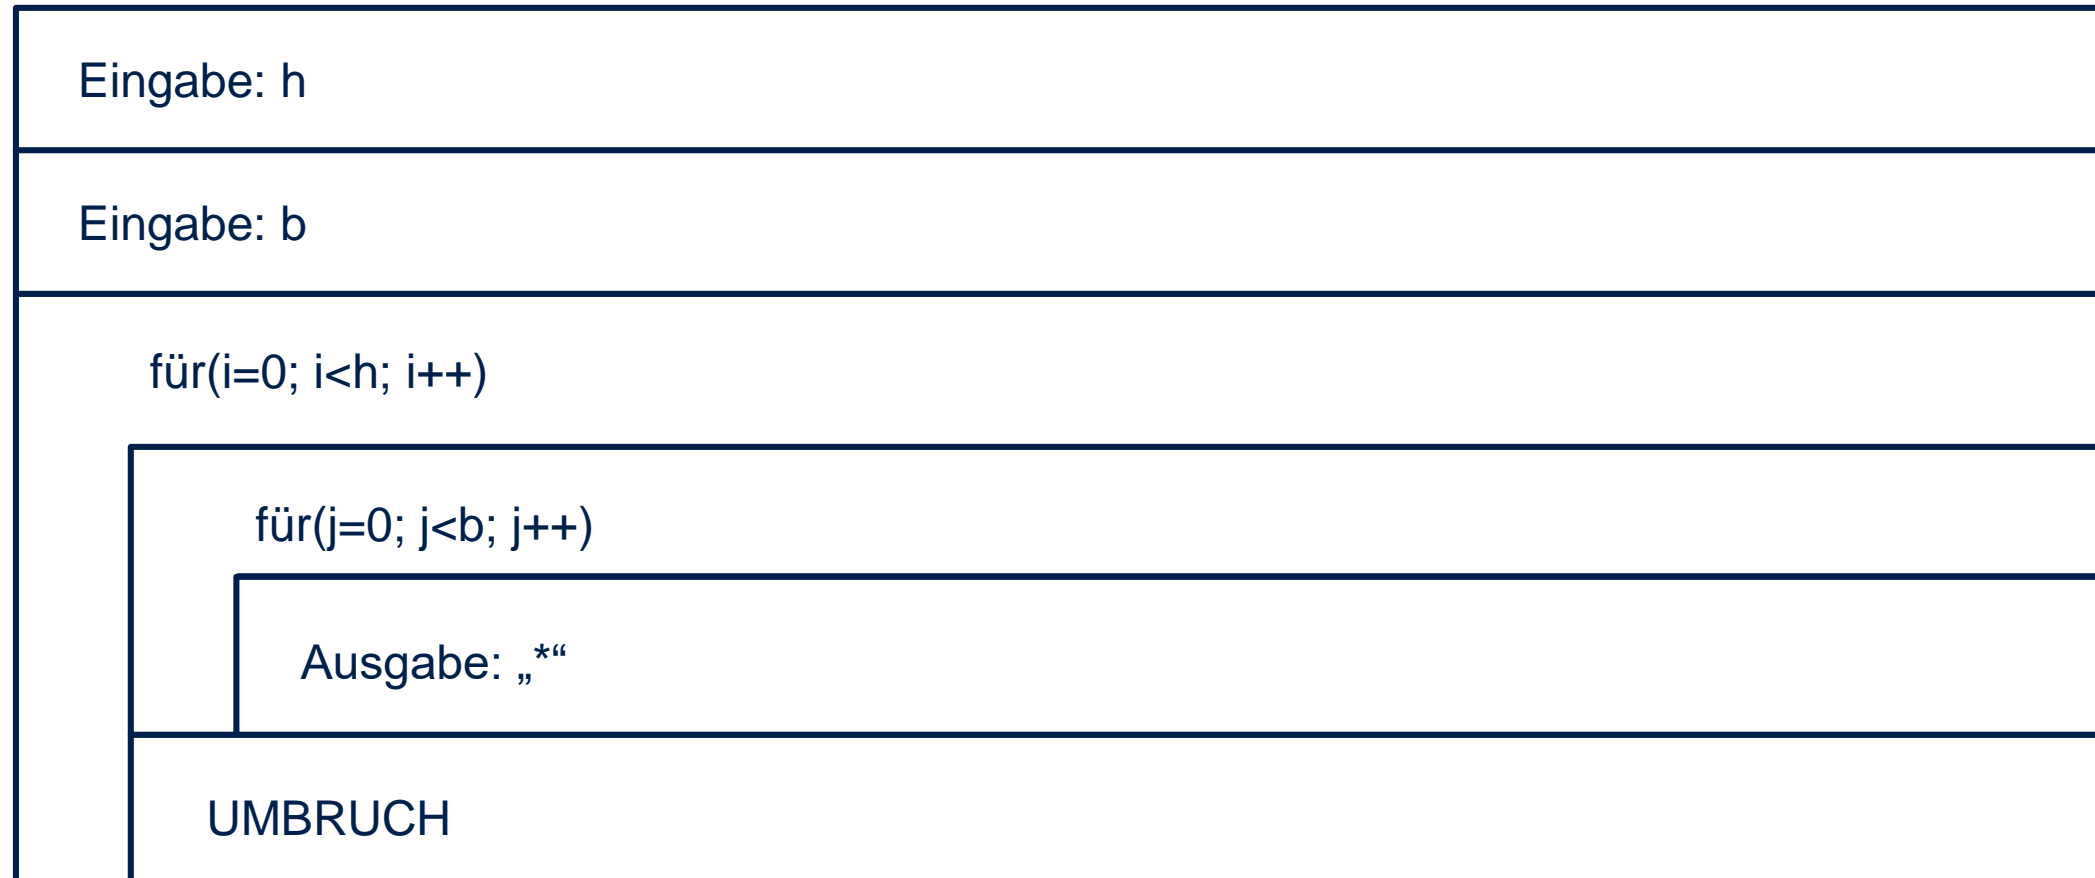 Eingabe: h
Eingabe: b
für(i=0; i<h; i++)
für(j=0; j<b; j++)
Ausgabe: „*“
UMBRUCH